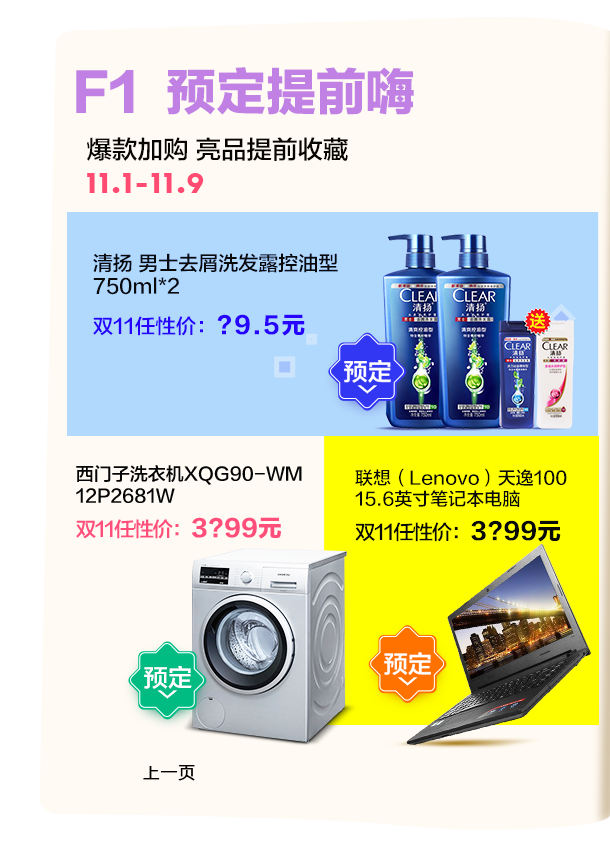 F1 预定提前嗨
爆款加购 亮品提前收藏
11.1-11.9
清扬 男士去屑洗发露控油型
750ml*2
双11任性价：?9.5元
预定
CLEAR
清扬
CLEAR
清扬
清爽控油型
750ml
送
CLEAR
清扬
CLEAR
清扬
西门子洗衣机XQG90-WM
12P2681W
双11任性价：3?99元
预定
联想（Lenovo）天逸100
15.6英寸笔记本电脑
双11任性价：3?99元
预定
上一页